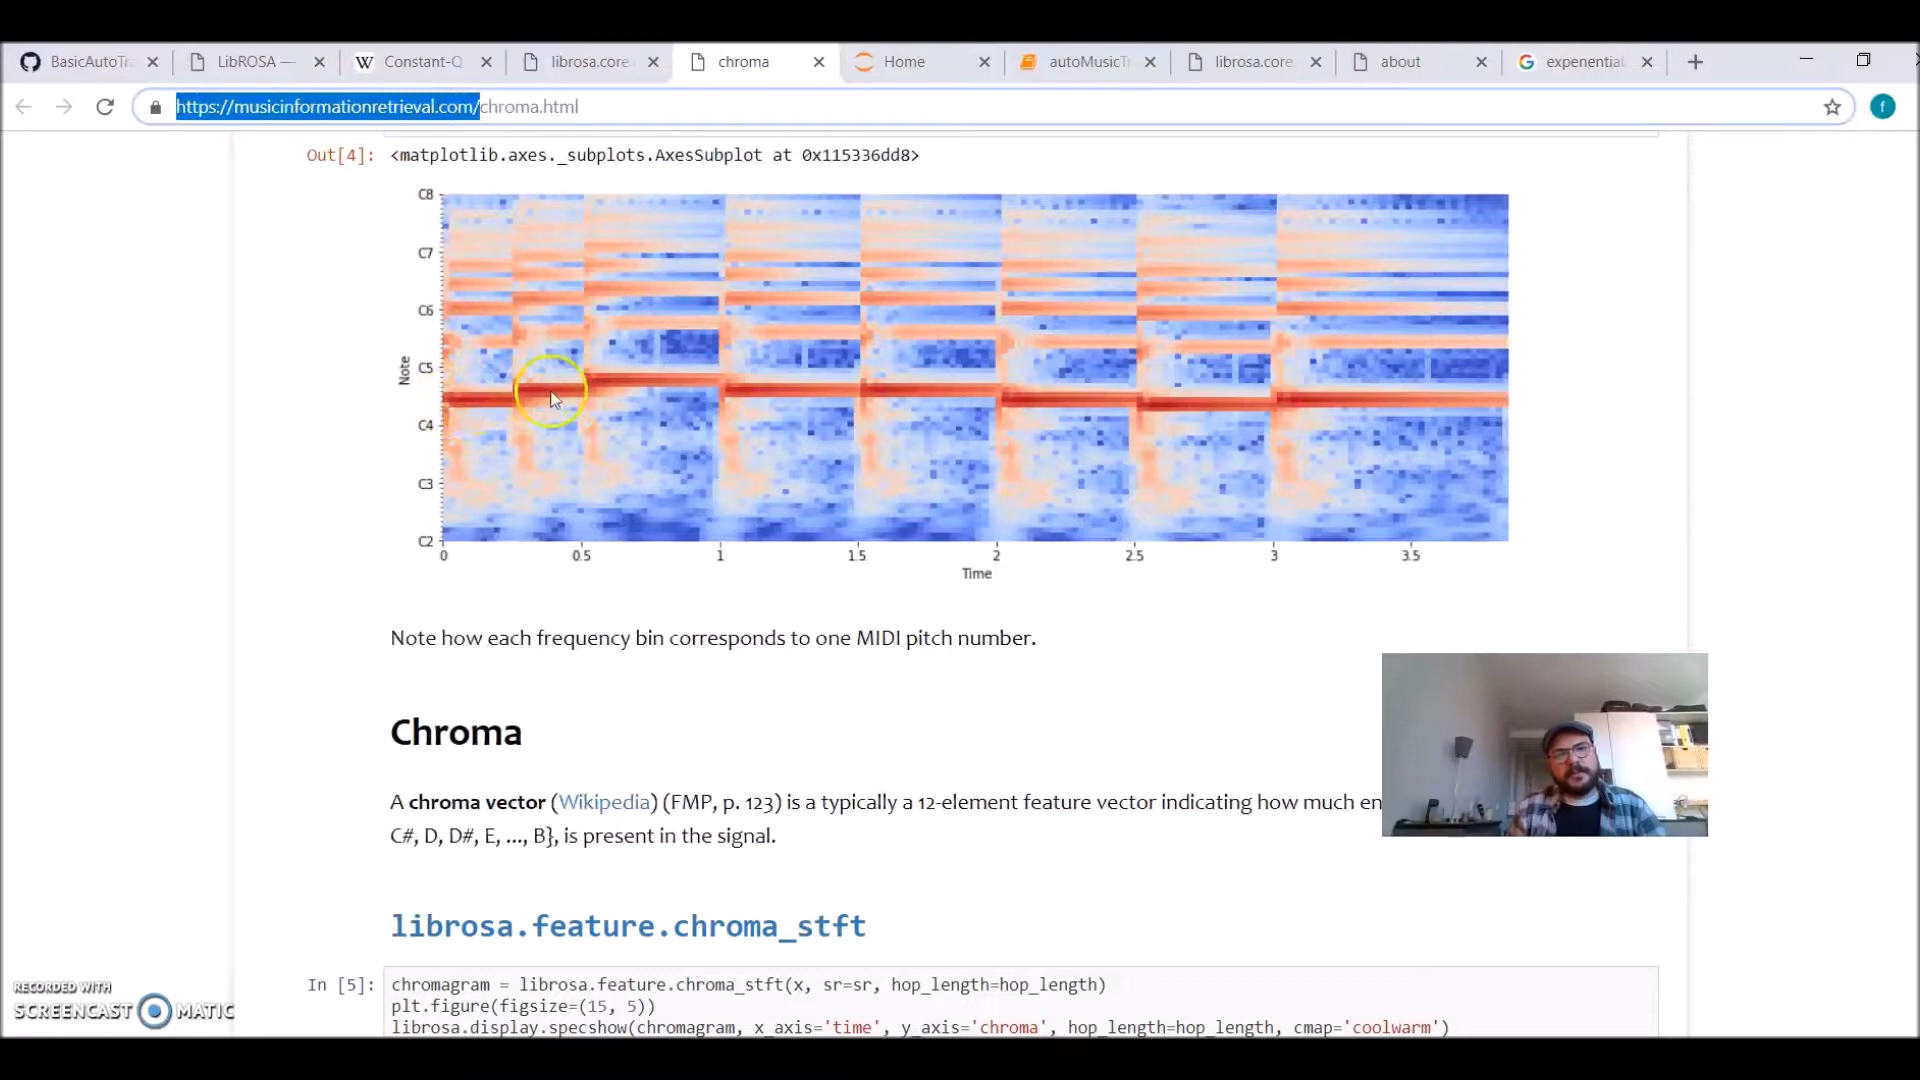 BasicAutoTra
LibROSA —
Constant-Q
librosa.core
chroma
Home
autoMusicTr
librosa.core
about
expenential
https://musicinformationretrieval.com/chroma.html
f
Out[4]: <matplotlib.axes._subplots.AxesSubplot at 0x115336dd8>
C8
C7
C6
C5
C4
C3
C2
Note
0 0.5 1 1.5 2 2.5 3 3.5
Time
Note how each frequency bin corresponds to one MIDI pitch number.
Chroma
A chroma vector (Wikipedia) (FMP, p. 123) is a typically a 12-element feature vector indicating how much en
C#, D, D#, E, ..., B}, is present in the signal.
librosa.feature.chroma_stft
In [5]: chromagram = librosa.feature.chroma_stft(x, sr=sr, hop_length=hop_length)
plt.figure(figsize=(15, 5))
librosa.display.specshow(chromagram, x_axis='time', y_axis='chroma', hop_length=hop_length, cmap='coolwarm')
RECORDED WITH
SCREENCAST MATIC